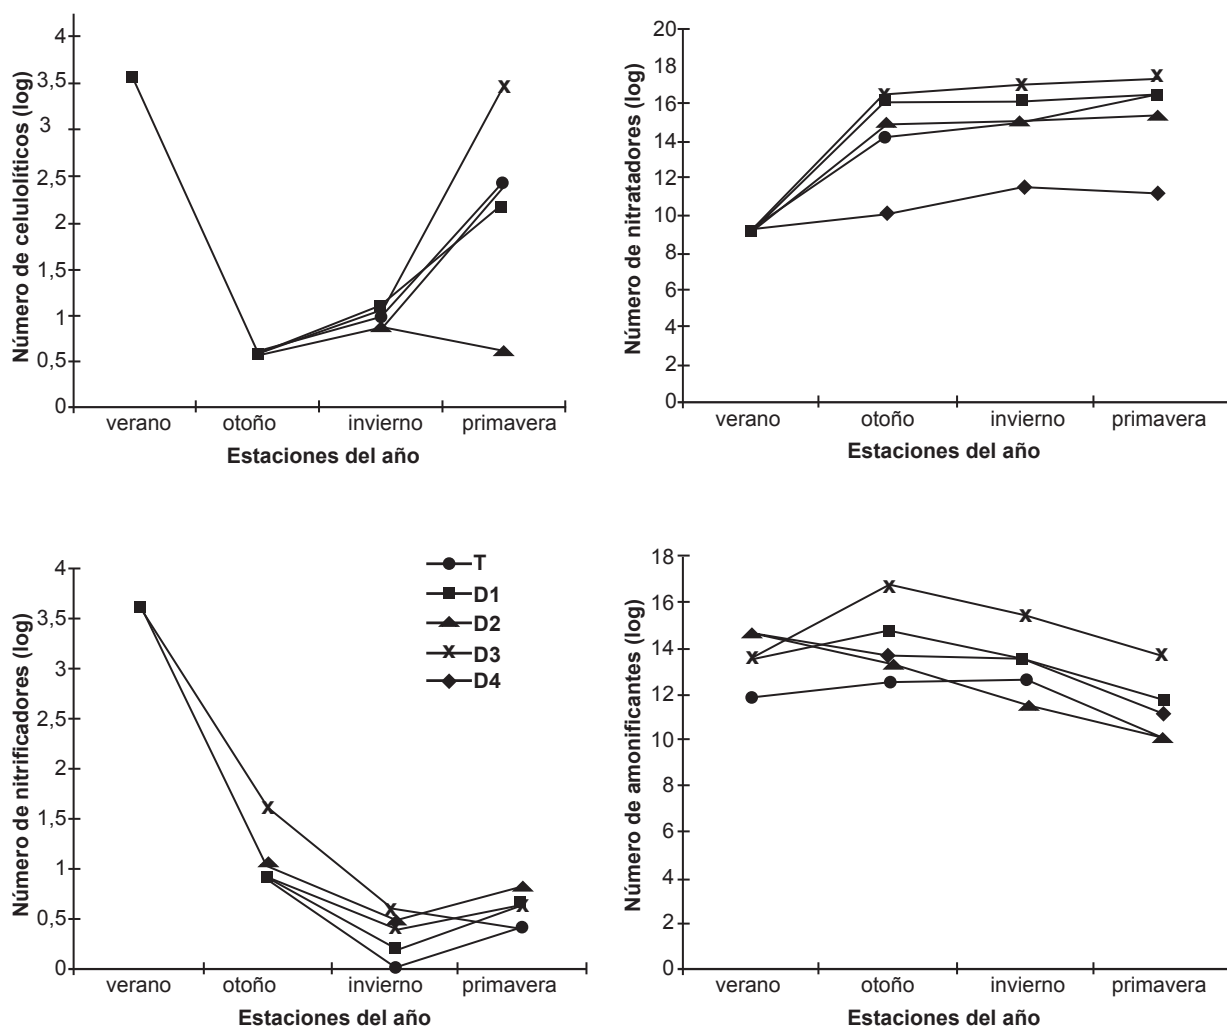 Número de celulolíticos (log)
4
3,5
3
2,5
2
1,5
1
0,5
0
verano otoño invierno primavera
Estaciones del año
Número de nitratadores (log)
20
18
16
14
12
10
8
6
4
2
0
verano otoño invierno primavera
Estaciones del año
Número de nitrificadores (log)
4
3,5
3
2,5
2
1,5
1
0,5
0
verano otoño invierno primavera
Estaciones del año
T
D1
D2
D3
D4
Número de amonificantes (log)
18
16
14
12
10
8
6
4
2
0
verano otoño invierno primavera
Estaciones del año